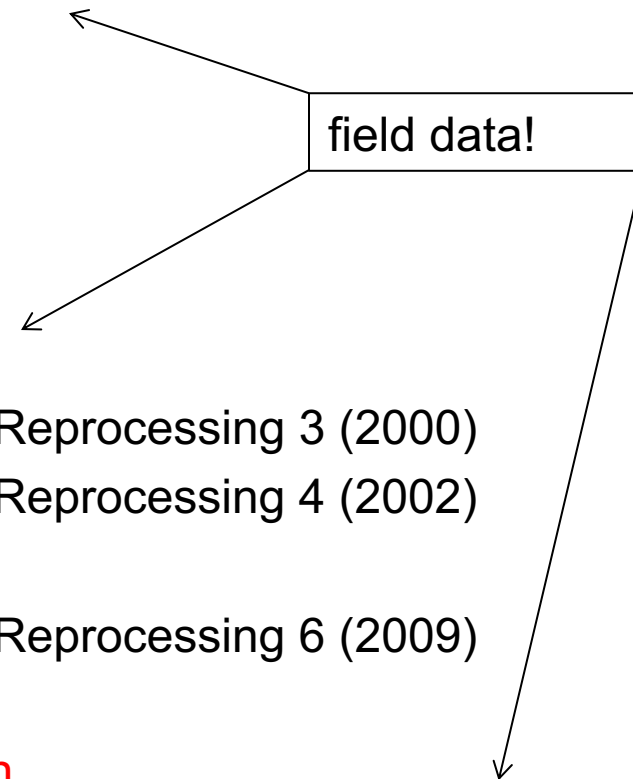 field data!
Reprocessing 3 (2000)
Reprocessing 4 (2002)
Reprocessing 6 (2009)